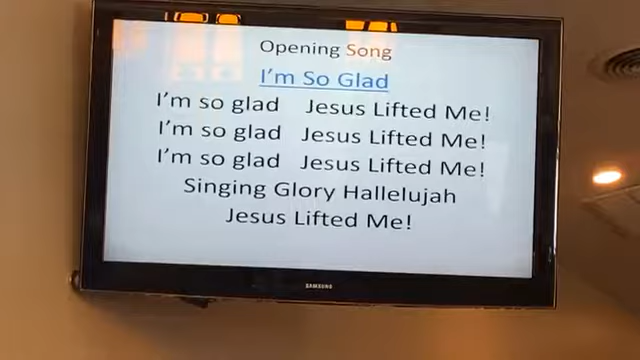 Opening Song
I'm So Glad
I'm so glad Jesus Lifted Me!
I'm so glad Jesus Lifted Me!
I'm so glad Jesus Lifted Me!
Singing Glory Hallelujah
Jesus Lifted Me!
SAMSUNG